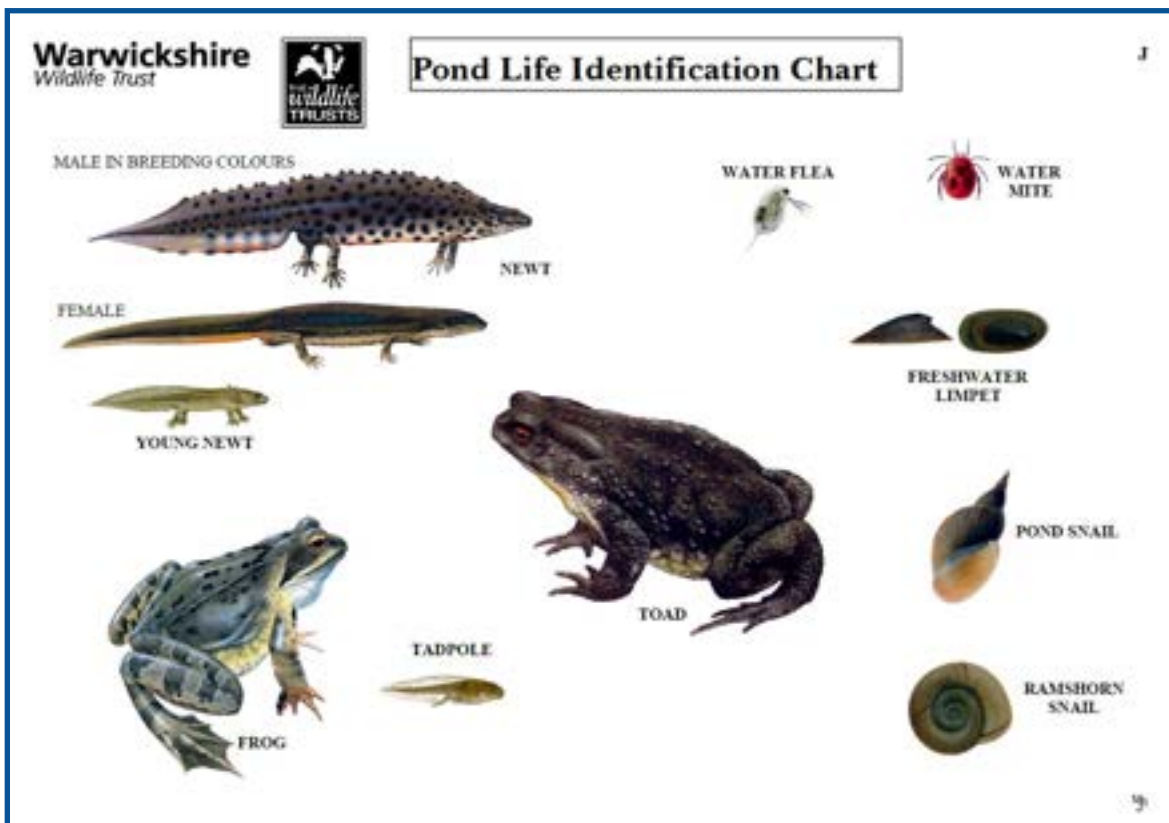 Warwickshire
Wildlife Trust
THE
wildlife
TRUSTS
Pond Life Identification Chart
J
MALE IN BREEDING COLOURS
NEWT
WATER FLEA
WATER
MITE
FEMALE
FRESHWATER
LIMPET
YOUNG NEWT
POND SNAIL
TOAD
TADPOLE
FROG
RAMSHORN
SNAIL